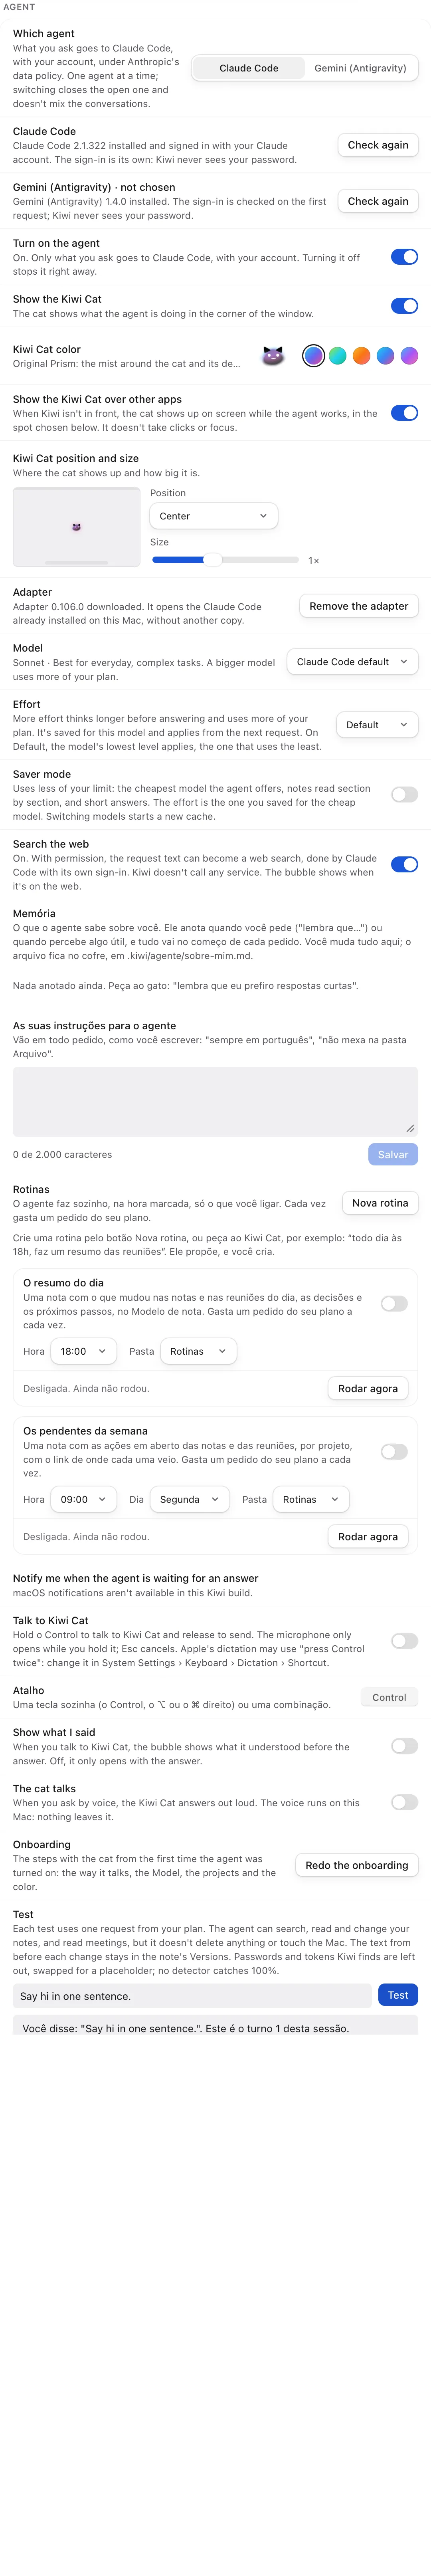 AGENT
Which agent
What you ask goes to Claude Code,
with your account, under Anthropic's
data policy. One agent at a time;
switching closes the open one and
doesn't mix the conversations.
Claude Code
Gemini (Antigravity)
Claude Code
Claude Code 2.1.322 installed and signed in with your Claude
account. The sign-in is its own: Kiwi never sees your password.
Check again
Gemini (Antigravity) · not chosen
Gemini (Antigravity) 1.4.0 installed. The sign-in is checked on the first
request; Kiwi never sees your password.
Check again
Turn on the agent
On. Only what you ask goes to Claude Code, with your account. Turning it off
stops it right away.
Show the Kiwi Cat
The cat shows what the agent is doing in the corner of the window.
Kiwi Cat color
Original Prism: the mist around the cat and its de...
Show the Kiwi Cat over other apps
When Kiwi isn't in front, the cat shows up on screen while the agent works, in the
spot chosen below. It doesn't take clicks or focus.
Kiwi Cat position and size
Where the cat shows up and how big it is.
Position
Center
Size
1×
Adapter
Adapter 0.106.0 downloaded. It opens the Claude Code
already installed on this Mac, without another copy.
Remove the adapter
Model
Sonnet · Best for everyday, complex tasks. A bigger model
uses more of your plan.
Claude Code default
Effort
More effort thinks longer before answering and uses more of your
plan. It's saved for this model and applies from the next request. On
Default, the model's lowest level applies, the one that uses the least.
Default
Saver mode
Uses less of your limit: the cheapest model the agent offers, notes read section
by section, and short answers. The effort is the one you saved for the cheap
model. Switching models starts a new cache.
Search the web
On. With permission, the request text can become a web search, done by Claude
Code with its own sign-in. Kiwi doesn't call any service. The bubble shows when
it's on the web.
Memória
O que o agente sabe sobre você. Ele anota quando você pede ("lembra que...") ou
quando percebe algo útil, e tudo vai no começo de cada pedido. Você muda tudo aqui; o
arquivo fica no cofre, em .kiwi/agente/sobre-mim.md.
Nada anotado ainda. Peça ao gato: "lembra que eu prefiro respostas curtas".
As suas instruções para o agente
Vão em todo pedido, como você escrever: "sempre em português", "não mexa na pasta
Arquivo".
0 de 2.000 caracteres
Salvar
Rotinas
O agente faz sozinho, na hora marcada, só o que você ligar. Cada vez
gasta um pedido do seu plano.
Nova rotina
Crie uma rotina pelo botão Nova rotina, ou peça ao Kiwi Cat, por exemplo: "todo dia às
18h, faz um resumo das reuniões". Ele propõe, e você cria.
O resumo do dia
Uma nota com o que mudou nas notas e nas reuniões do dia, as decisões e
os próximos passos, no Modelo de nota. Gasta um pedido do seu plano a
cada vez.
Hora
18:00
Pasta
Rotinas
Desligada. Ainda não rodou.
Rodar agora
Os pendentes da semana
Uma nota com as ações em aberto das notas e das reuniões, por projeto,
com o link de onde cada uma veio. Gasta um pedido do seu plano a cada
vez.
Hora
09:00
Dia
Segunda
Pasta
Rotinas
Desligada. Ainda não rodou.
Rodar agora
Notify me when the agent is waiting for an answer
macOS notifications aren't available in this Kiwi build.
Talk to Kiwi Cat
Hold o Control to talk to Kiwi Cat and release to send. The microphone only
opens while you hold it; Esc cancels. Apple's dictation may use "press Control
twice": change it in System Settings › Keyboard › Dictation › Shortcut.
Atalho
Uma tecla sozinha (o Control, o ⌥ ou o ⌘ direito) ou uma combinação.
Control
Show what I said
When you talk to Kiwi Cat, the bubble shows what it understood before the
answer. Off, it only opens with the answer.
The cat talks
When you ask by voice, the Kiwi Cat answers out loud. The voice runs on this
Mac: nothing leaves it.
Onboarding
The steps with the cat from the first time the agent was
turned on: the way it talks, the Model, the projects and the
color.
Redo the onboarding
Test
Each test uses one request from your plan. The agent can search, read and change your
notes, and read meetings, but it doesn't delete anything or touch the Mac. The text from
before each change stays in the note's Versions. Passwords and tokens Kiwi finds are left
out, swapped for a placeholder; no detector catches 100%.
Say hi in one sentence.
Test
Você disse: "Say hi in one sentence.". Este é o turno 1 desta sessão.